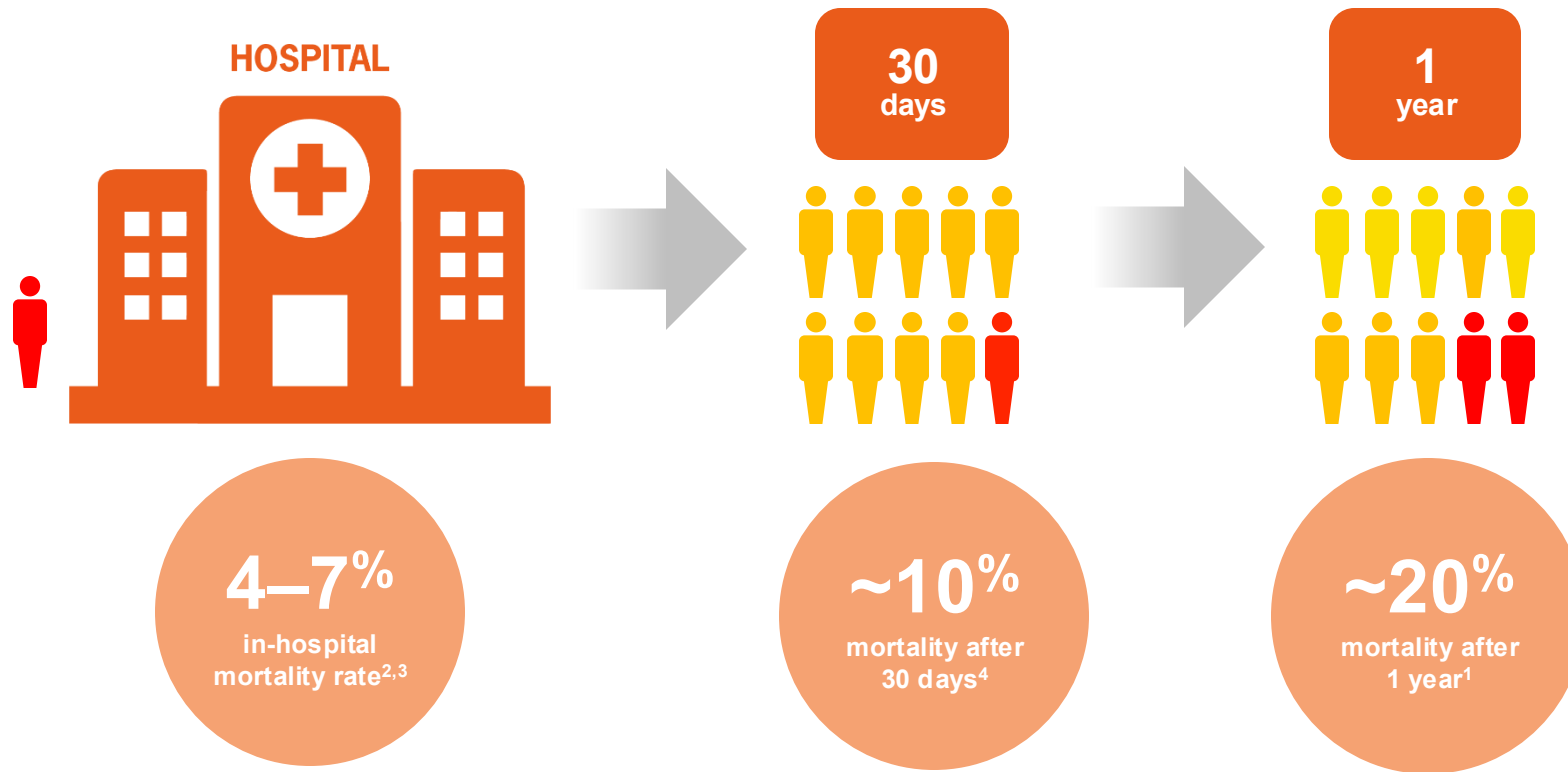 HOSPITAL
30
days
1
year
4–7%
in-hospital
mortality rate2,3
~10%
mortality after
30 days4
~20%
mortality after
1 year1